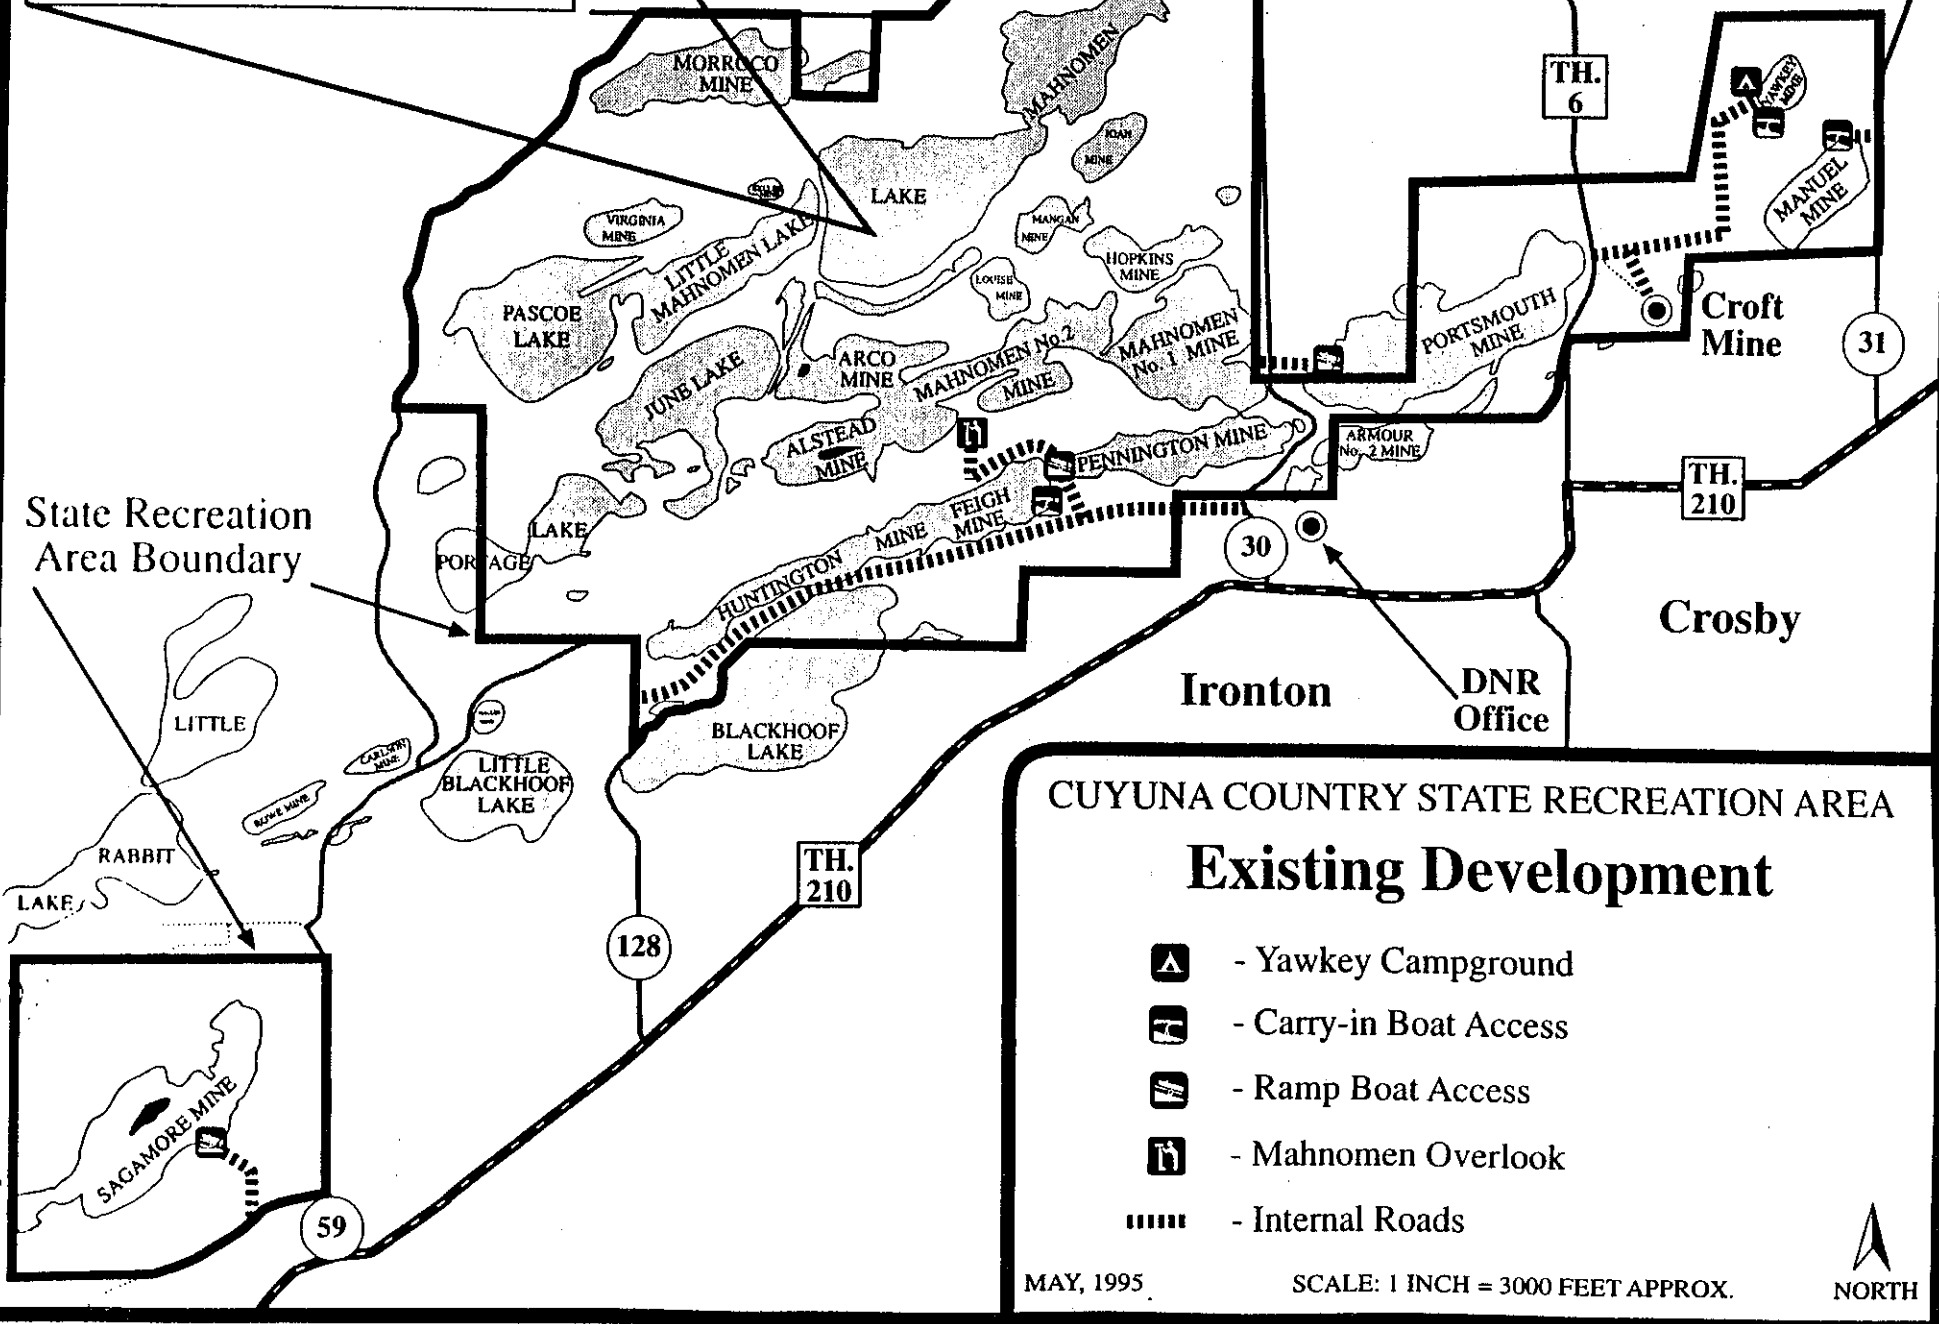 MORROCO
MINE
MAHNOMEN
LAKE
JOAN
MINE
TH.
6
YAWKEY
MINE
MANUEL
MINE
VIRGINIA
MINE
LITTLE
MAHNOMEN LAKE
MANGAN
MINE
HOPKINS
MINE
LOUISE
MINE
PASCOE
LAKE
JUNE LAKE
ARCO
MINE
MAHNOMEN No.2
MINE
MAHNOMEN
No. 1 MINE
PORTSMOUTH
MINE
Croft
Mine
31
ALSTEAD
MINE
PENNINGTON MINE
ARMOUR
No. 2 MINE
TH.
210
State Recreation
Area Boundary
PORTAGE
LAKE
HUNTINGTON
MINE
FEIGH
MINE
30
Crosby
Ironton
DNR
Office
LITTLE
RABBIT
LAKE
CARLSON
MINE
ROWE MINE
LITTLE
BLACKHOOF
LAKE
BLACKHOOF
LAKE
TH.
210
128
SAGAMORE MINE
59
CUYUNA COUNTRY STATE RECREATION AREA
Existing Development
- Yawkey Campground
- Carry-in Boat Access
- Ramp Boat Access
- Mahnomen Overlook
- Internal Roads
MAY, 1995
SCALE: 1 INCH = 3000 FEET APPROX.
NORTH